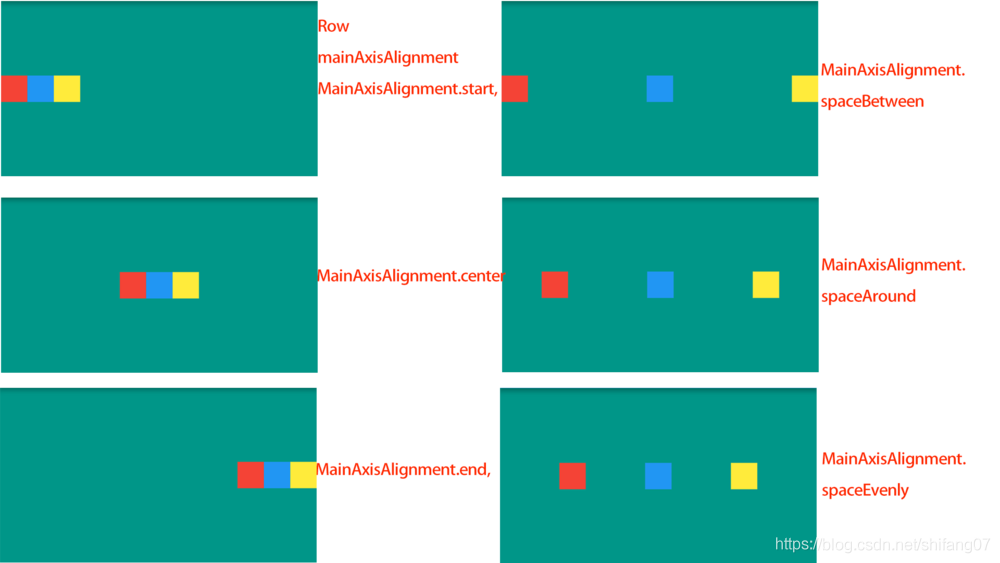 Row
mainAxisAlignment
MainAxisAlignment.start,
MainAxisAlignment.
spaceBetween
MainAxisAlignment.center
MainAxisAlignment.
spaceAround
MainAxisAlignment.end,
MainAxisAlignment.
spaceEvenly
https://blog.csdn.net/shifang07